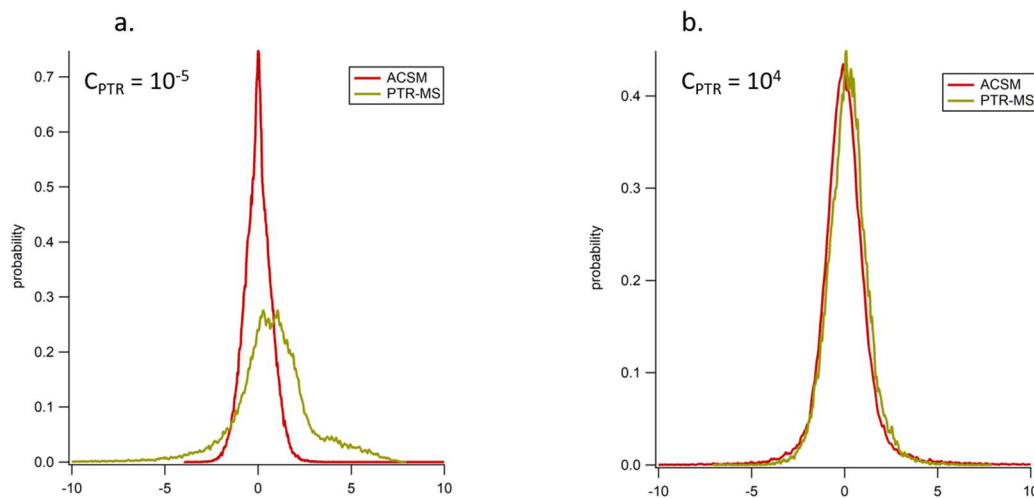 a.
C_PTR = 10^-5
ACSM
PTR-MS
0.7
0.6
0.5
0.4
0.3
0.2
0.1
0.0
probability
-10
-5
0
5
10
b.
C_PTR = 10^4
ACSM
PTR-MS
0.4
0.3
0.2
0.1
0.0
probability
-10
-5
0
5
10